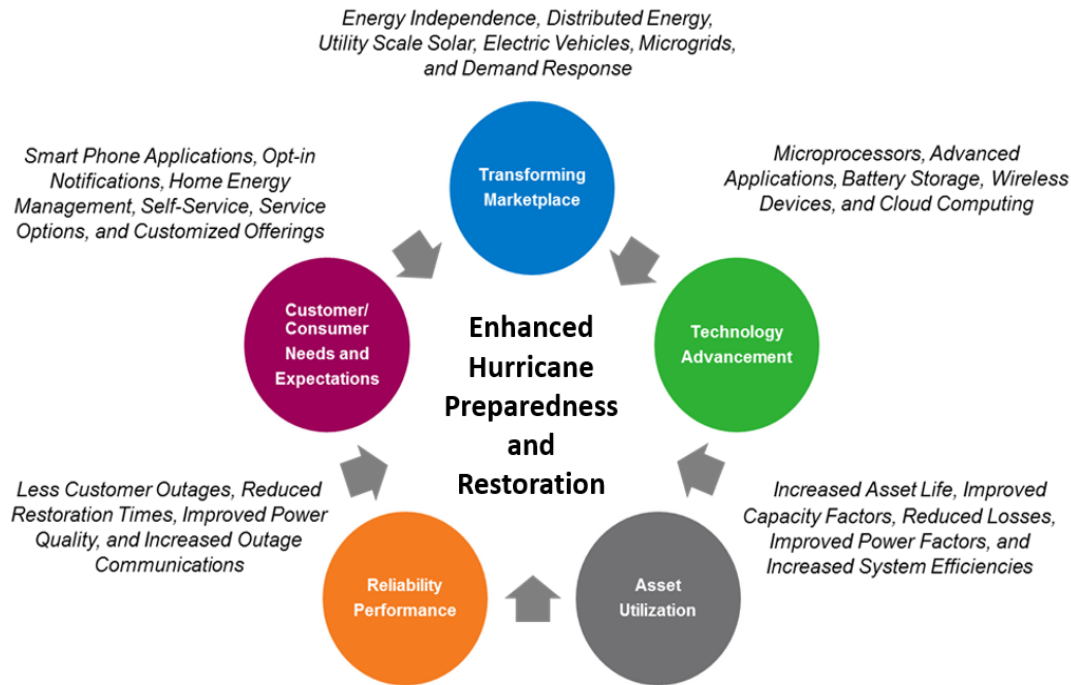 Energy Independence, Distributed Energy,
Utility Scale Solar, Electric Vehicles, Microgrids,
and Demand Response
Transforming
Marketplace
Smart Phone Applications, Opt-in
Notifications, Home Energy
Management, Self-Service, Service
Options, and Customized Offerings
Microprocessors, Advanced
Applications, Battery Storage, Wireless
Devices, and Cloud Computing
Customer/
Consumer
Needs and
Expectations
Enhanced
Hurricane
Preparedness
and
Restoration
Technology
Advancement
Less Customer Outages, Reduced
Restoration Times, Improved Power
Quality, and Increased Outage
Communications
Reliability
Performance
Asset
Utilization
Increased Asset Life, Improved
Capacity Factors, Reduced Losses,
Improved Power Factors, and
Increased System Efficiencies